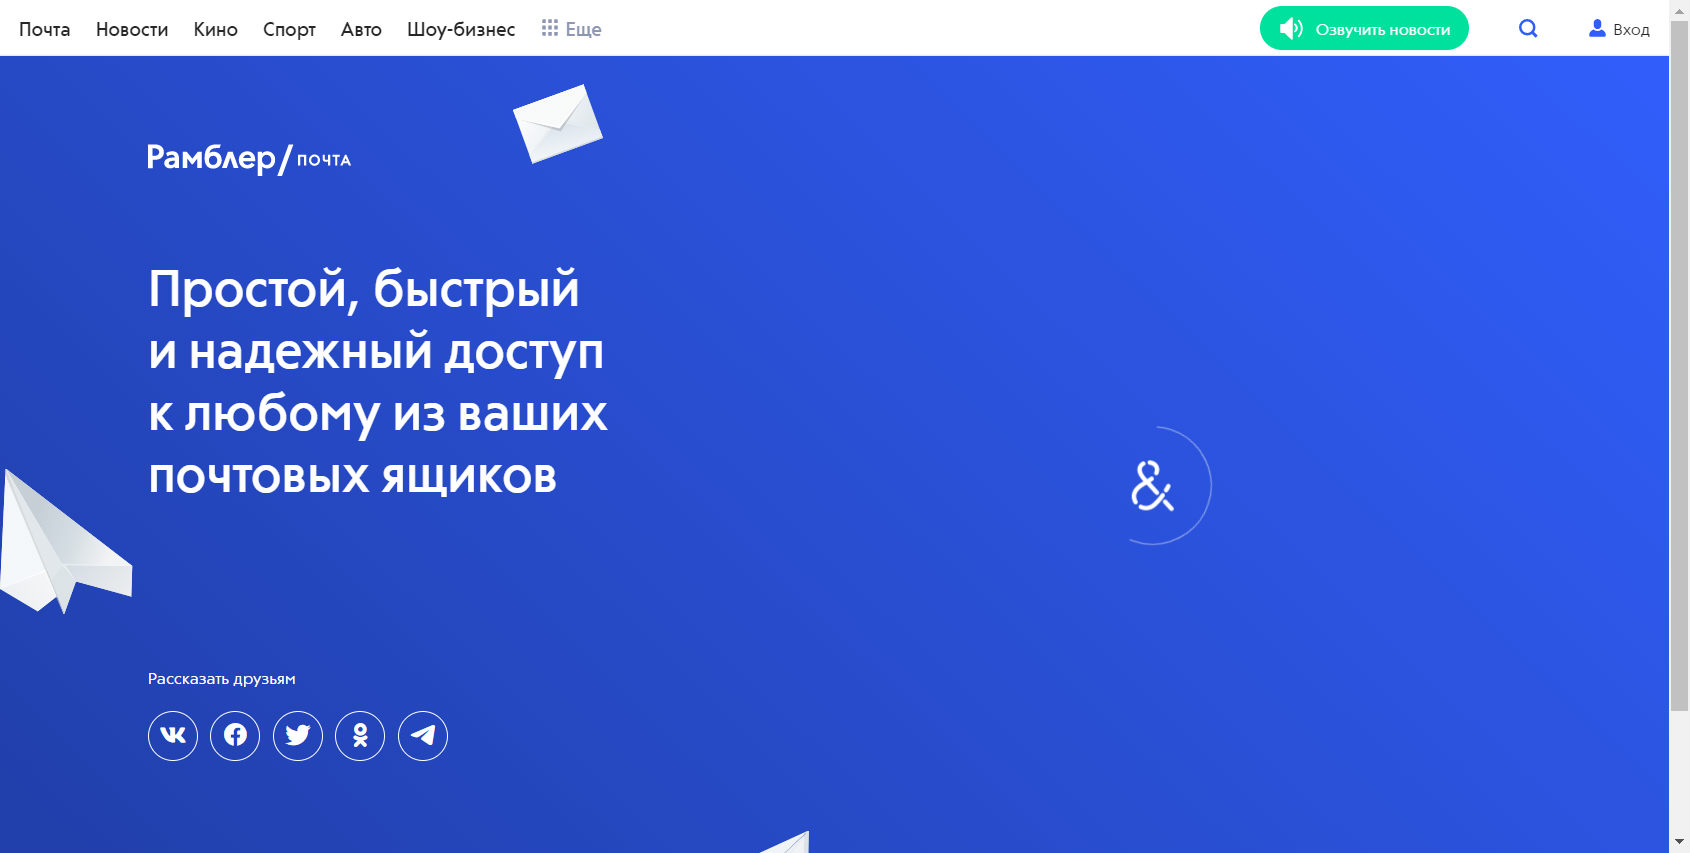 Почта Новости Кино Спорт Авто Шоу-бизнес Еще Озвучить новости Вход
Рамблер/почта
Простой, быстрый
и надежный доступ
к любому из ваших
почтовых ящиков
&
Рассказать друзьям